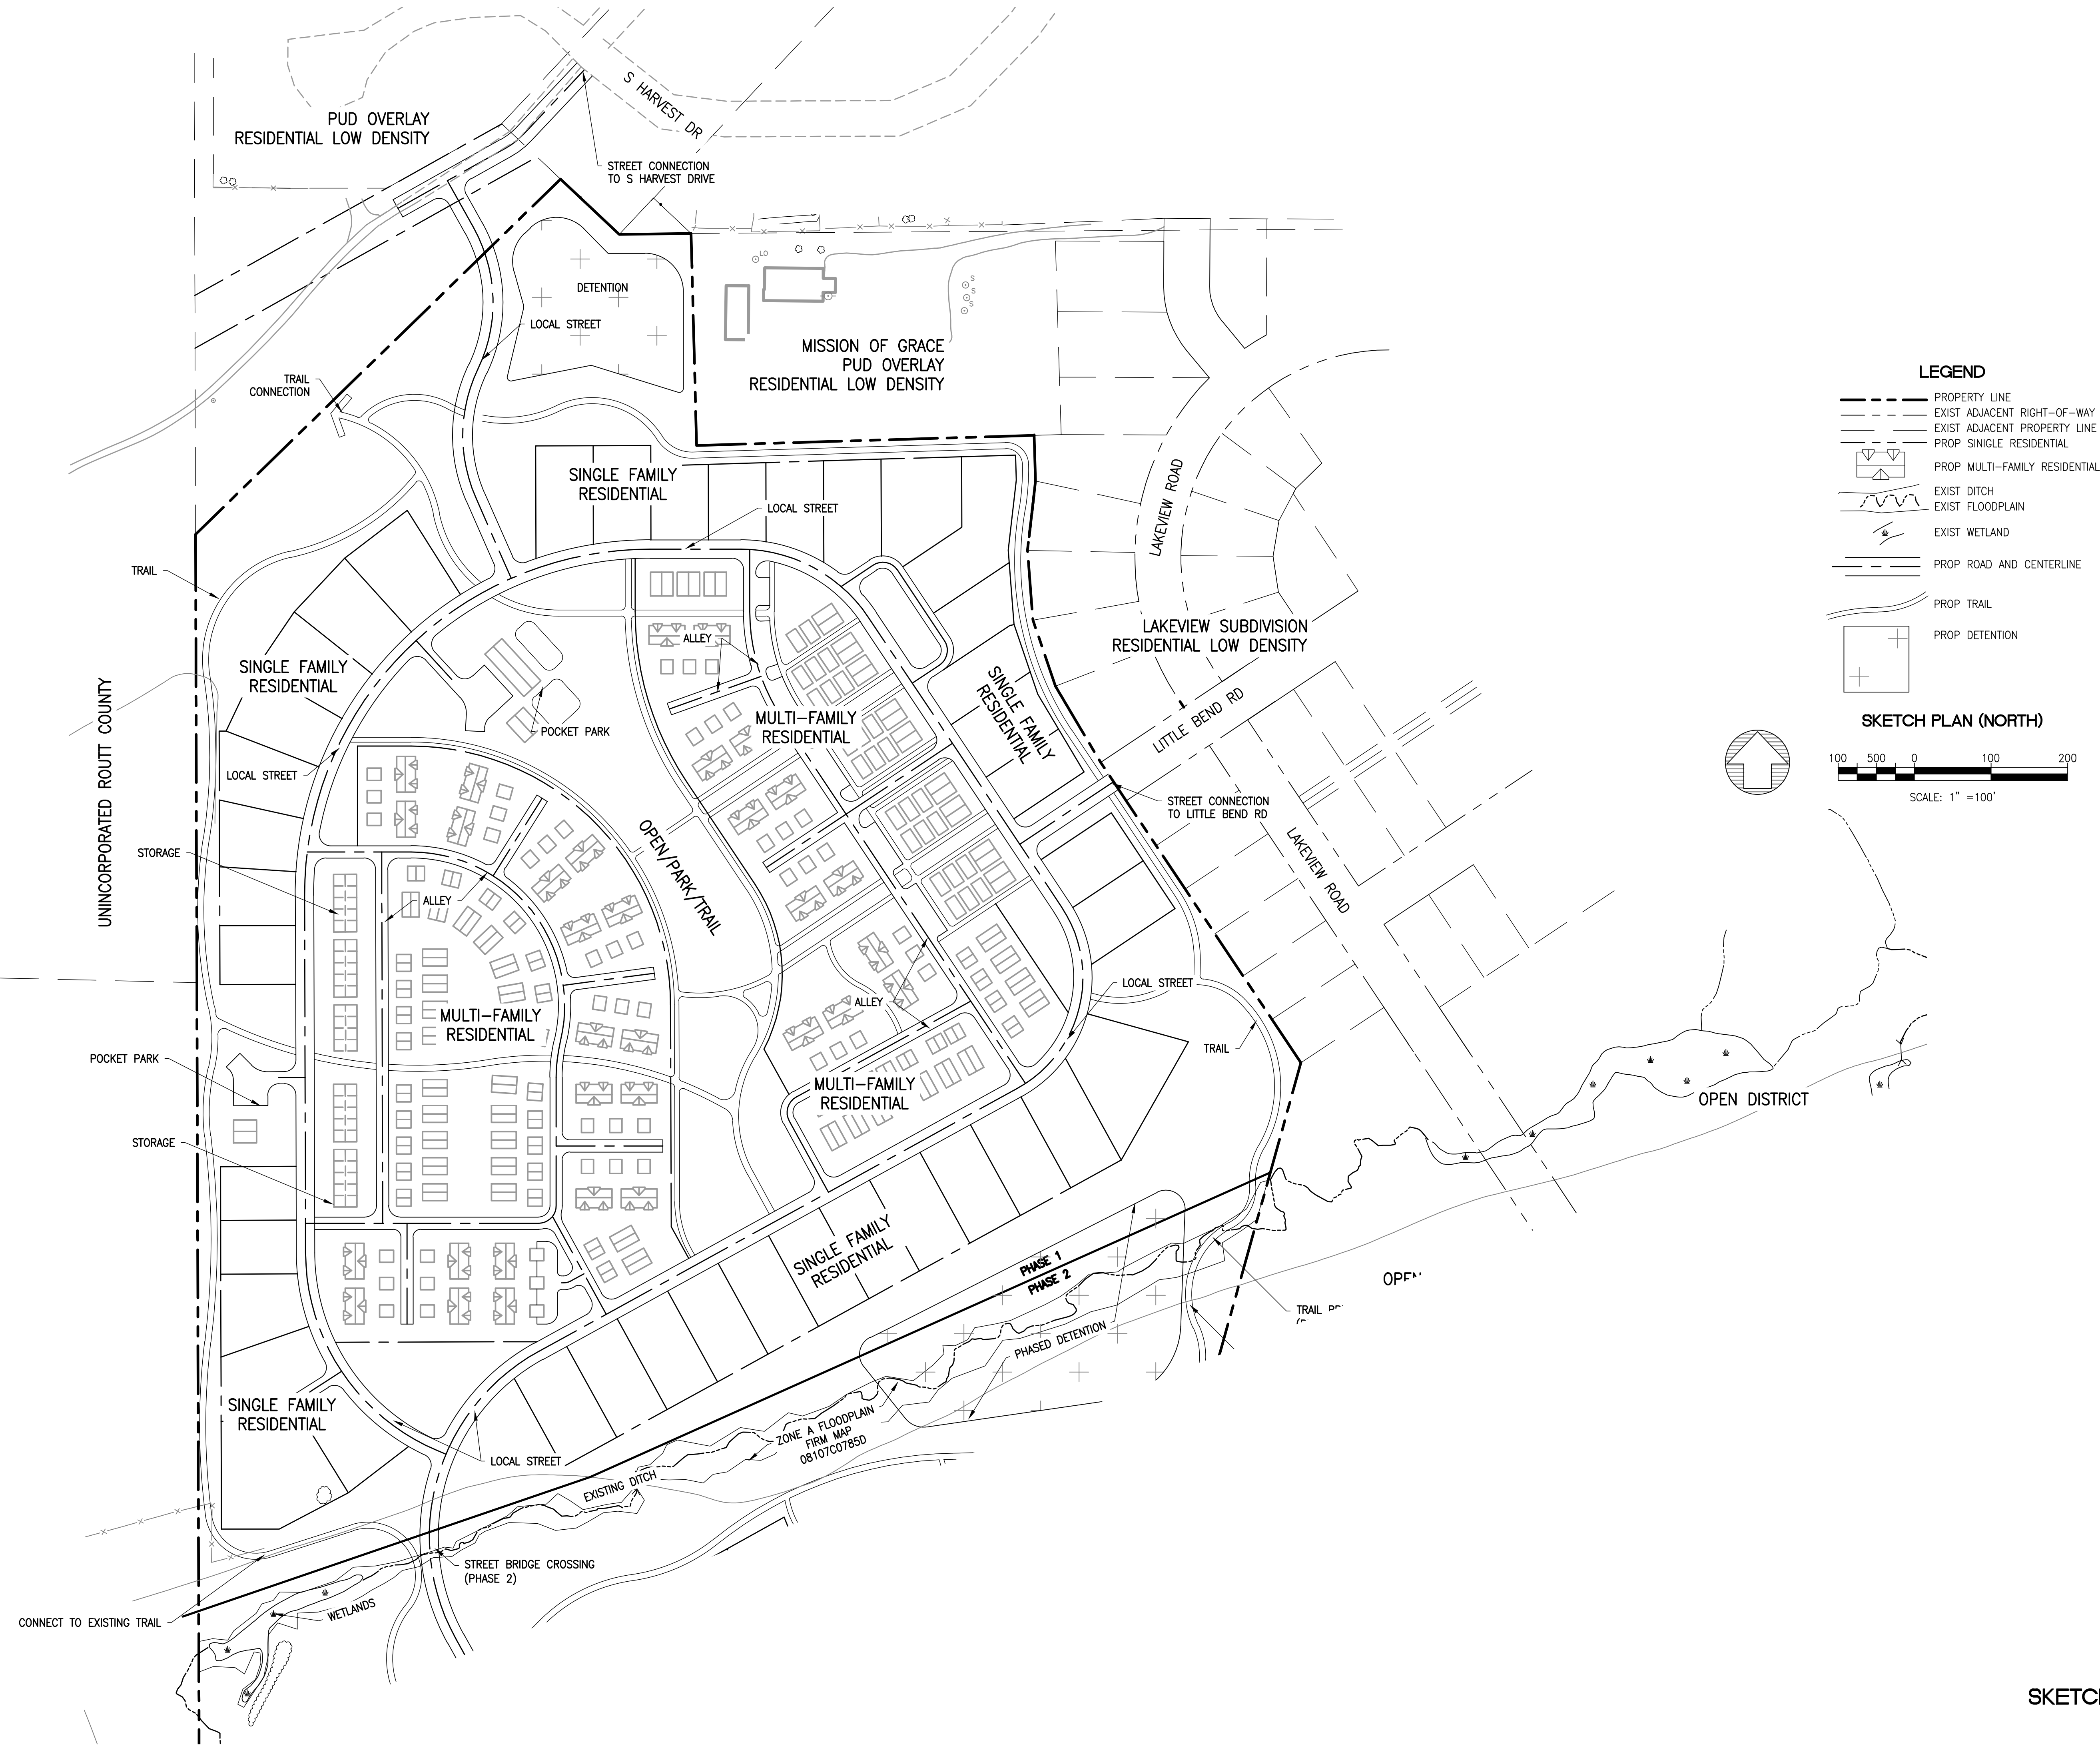 S HARVEST DR
PUD OVERLAY
RESIDENTIAL LOW DENSITY
STREET CONNECTION
TO S HARVEST DRIVE
LO
S
S
S
DETENTION
LOCAL STREET
MISSION OF GRACE
PUD OVERLAY
RESIDENTIAL LOW DENSITY
TRAIL
CONNECTION
SINGLE FAMILY
RESIDENTIAL
LOCAL STREET
LAKEVIEW ROAD
TRAIL
LAKEVIEW SUBDIVISION
RESIDENTIAL LOW DENSITY
ALLEY
SINGLE FAMILY
RESIDENTIAL
SINGLE FAMILY
RESIDENTIAL
UNINCORPORATED ROUTT COUNTY
MULTI-FAMILY
RESIDENTIAL
LITTLE BEND RD
POCKET PARK
LOCAL STREET
STREET CONNECTION
TO LITTLE BEND RD
OPEN/PARK/TRAIL
STORAGE
LAKEVIEW ROAD
ALLEY
LOCAL STREET
ALLEY
MULTI-FAMILY
RESIDENTIAL
TRAIL
POCKET PARK
MULTI-FAMILY
RESIDENTIAL
OPEN DISTRICT
STORAGE
SINGLE FAMILY
RESIDENTIAL
PHASE 1
PHASE 2
OPEN
TRAIL
PHASED DETENTION
SINGLE FAMILY
RESIDENTIAL
ZONE A FLOODPLAIN
FIRM MAP
08107C0785D
LOCAL STREET
EXISTING DITCH
STREET BRIDGE CROSSING
(PHASE 2)
WETLANDS
CONNECT TO EXISTING TRAIL
LEGEND
PROPERTY LINE
EXIST ADJACENT RIGHT-OF-WAY
EXIST ADJACENT PROPERTY LINE
PROP SINIGLE RESIDENTIAL
PROP MULTI-FAMILY RESIDENTIAL
EXIST DITCH
EXIST FLOODPLAIN
EXIST WETLAND
PROP ROAD AND CENTERLINE
PROP TRAIL
PROP DETENTION
SKETCH PLAN (NORTH)
100 500 0 100 200
SCALE: 1" =100'
SKETC